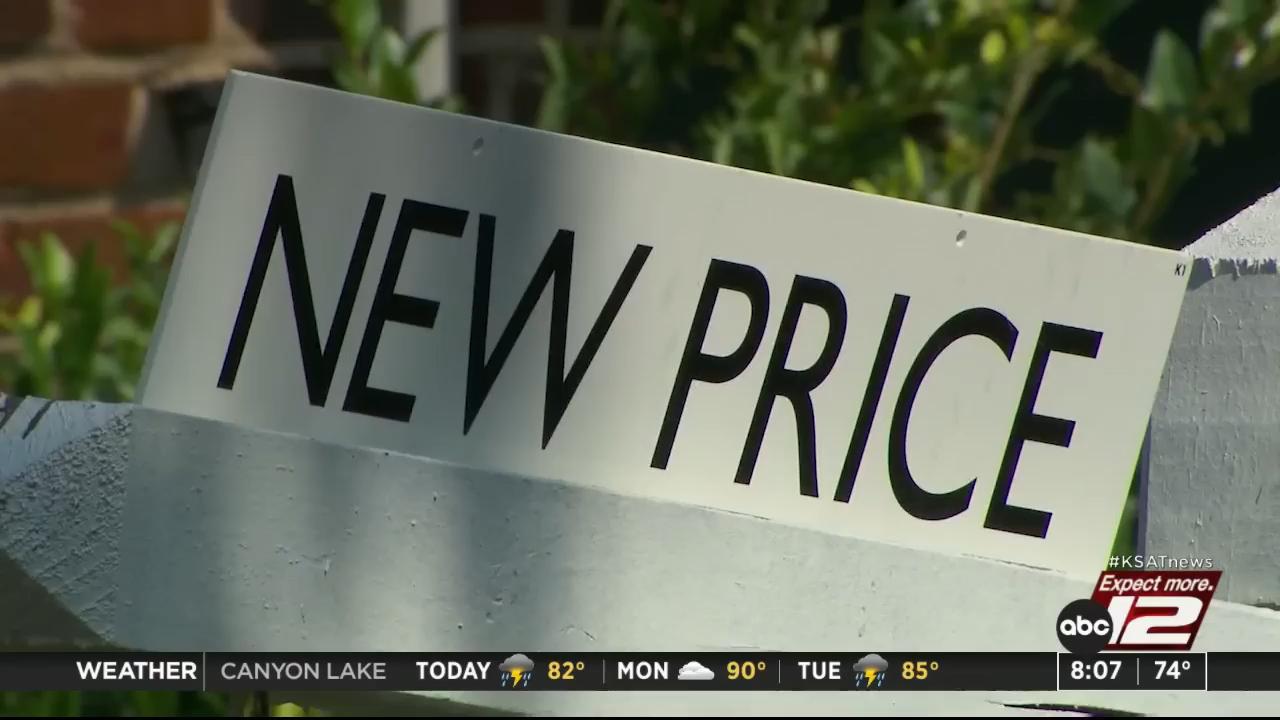 NEW PRICE
K1
#KSATnews
Expect more.
abc 12
WEATHER CANYON LAKE TODAY 82° MON 90° TUE 85° 8:07 74°